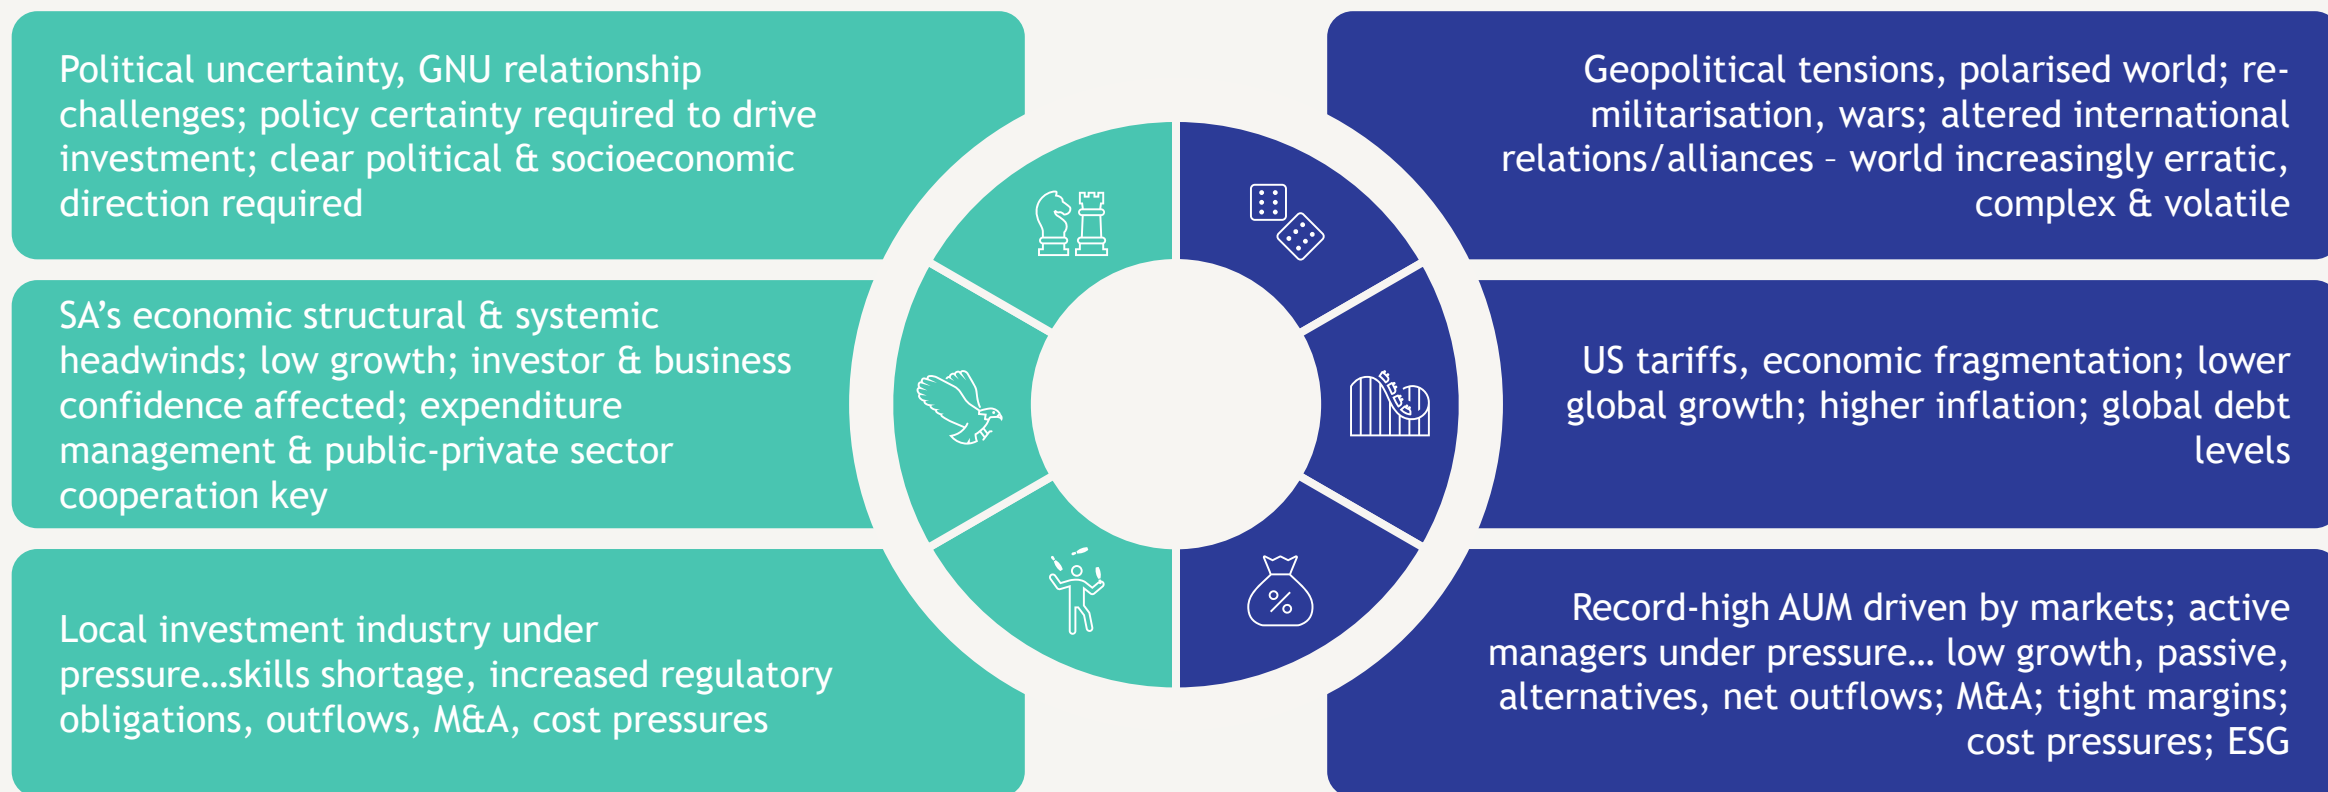 Political uncertainty, GNU relationship
challenges; policy certainty required to drive
investment; clear political & socioeconomic
direction required
SA’s economic structural & systemic
headwinds; low growth; investor & business
confidence affected; expenditure
management & public-private sector
cooperation key
Local investment industry under
pressure…skills shortage, increased regulatory
obligations, outflows, M&A, cost pressures
Geopolitical tensions, polarised world; re-
militarisation, wars; altered international
relations/alliances – world increasingly erratic,
complex & volatile
US tariffs, economic fragmentation; lower
global growth; higher inflation; global debt
levels
Record-high AUM driven by markets; active
managers under pressure… low growth, passive,
alternatives, net outflows; M&A; tight margins;
cost pressures; ESG
%